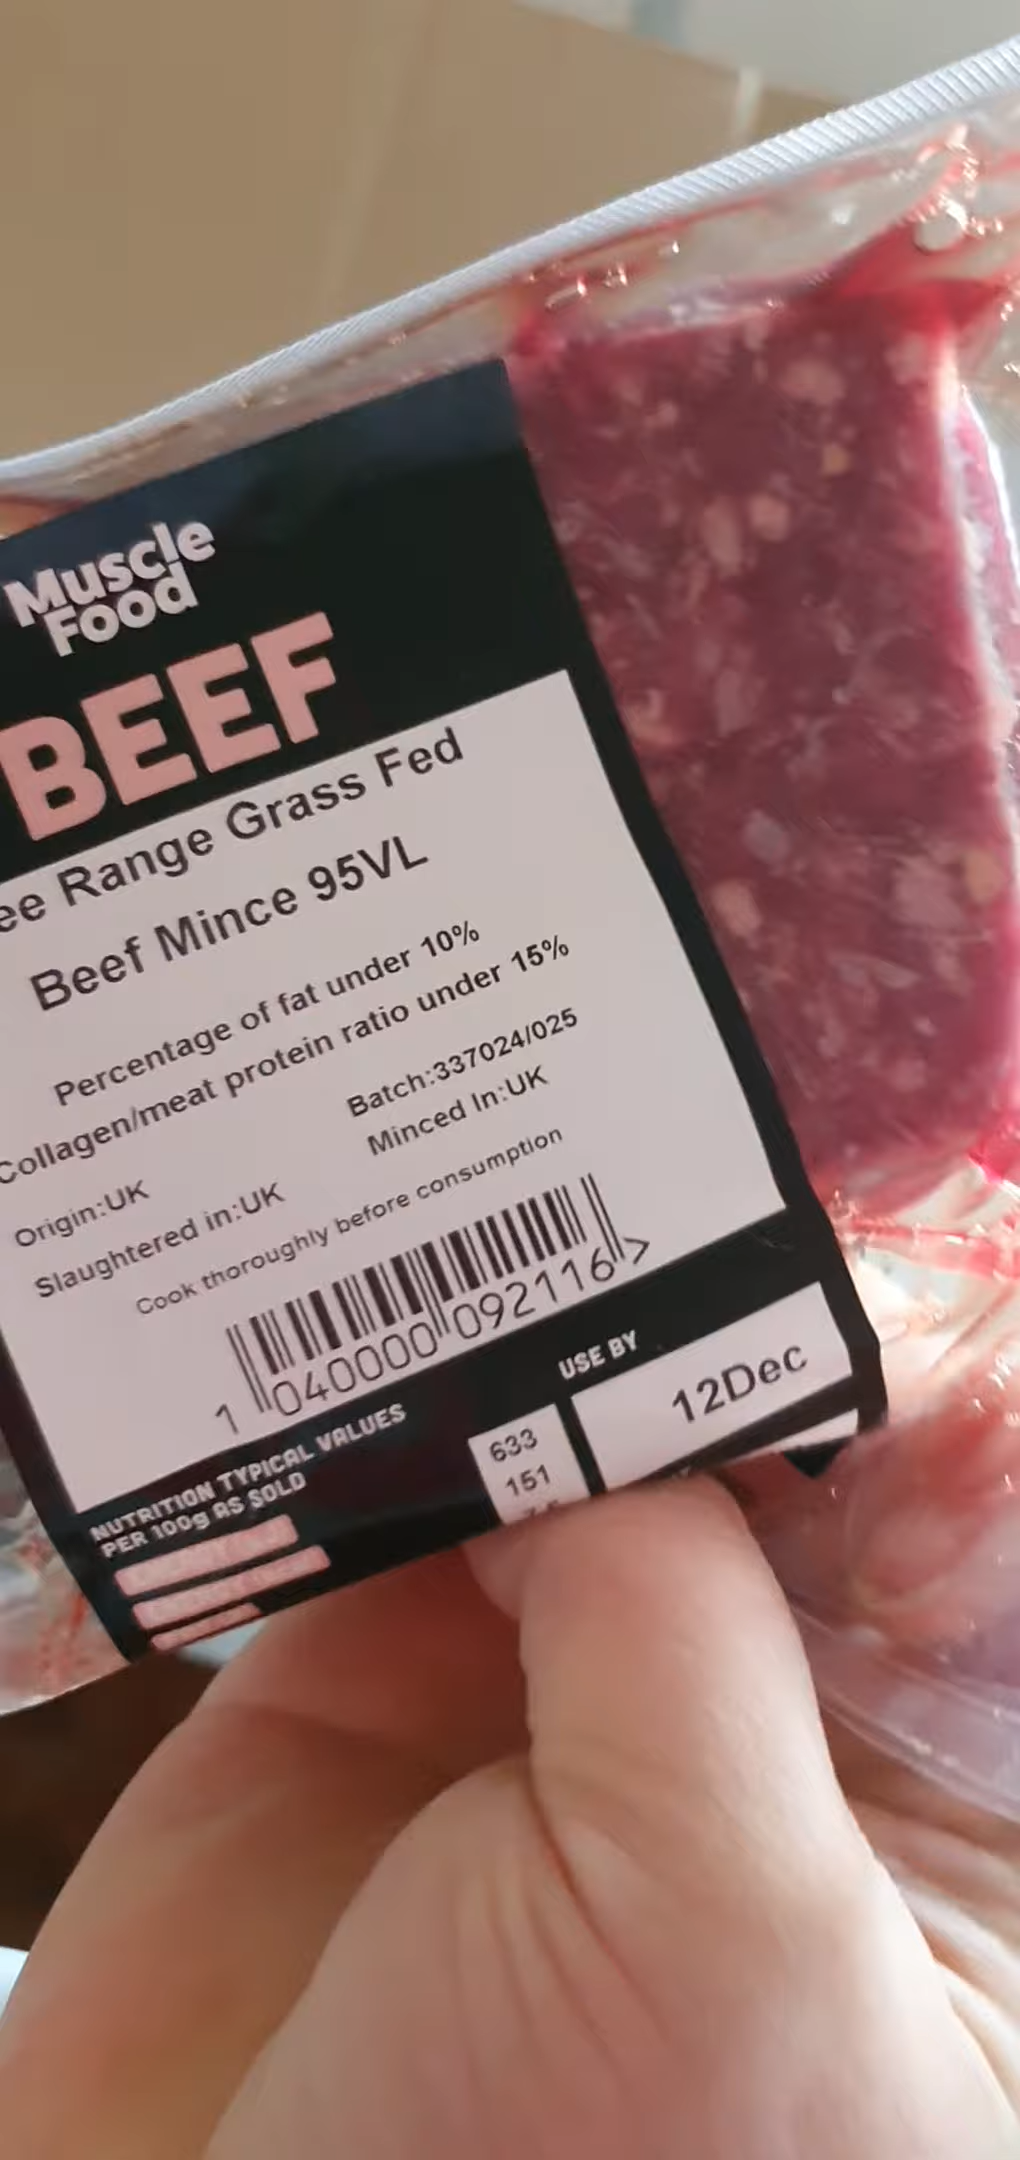 Muscle
Food
BEEF
ee Range Grass Fed
Beef Mince 95VL
Percentage of fat under 10%
Collagen/meat protein ratio under 15%
Batch:337024/025
Origin:UK
Minced In:UK
Slaughtered in:UK
Cook thoroughly before consumption
1 040000 092116 >
NUTRITION TYPICAL VALUES
PER 100g AS SOLD
633
151
USE BY
12Dec